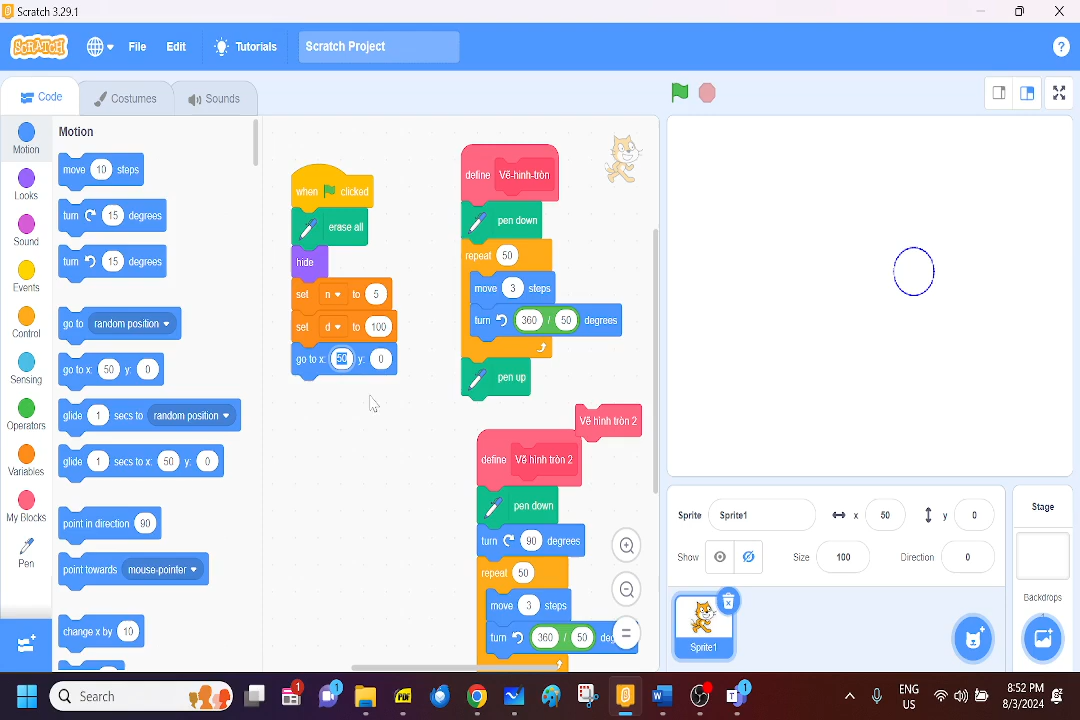 Scratch 3.29.1
SCRATCH File Edit Tutorials Scratch Project ?
Code Costumes Sounds
Motion
Looks
Sound
Events
Control
Sensing
Operators
Variables
My Blocks
Pen
Motion
move 10 steps
turn 15 degrees
turn 15 degrees
go to random position
go to x: 50 y: 0
glide 1 secs to random position
glide 1 secs to x: 50 y: 0
point in direction 90
point towards mouse-pointer
change x by 10
when clicked
erase all
hide
set n to 5
set d to 100
go to x: 50 y: 0
define Vẽ-hình-tròn
pen down
repeat 50
move 3 steps
turn 360 / 50 degrees
pen up
Vẽ hình tròn 2
define Vẽ hình tròn 2
pen down
turn 90 degrees
repeat 50
move 3 steps
turn 360 / 50 deg
Sprite Sprite1 x 50 y 0
Show Size 100 Direction 0
Sprite1
Stage
Backdrops
Search 1 1 PDF 1
ENG
US
8:52 PM
8/3/2024